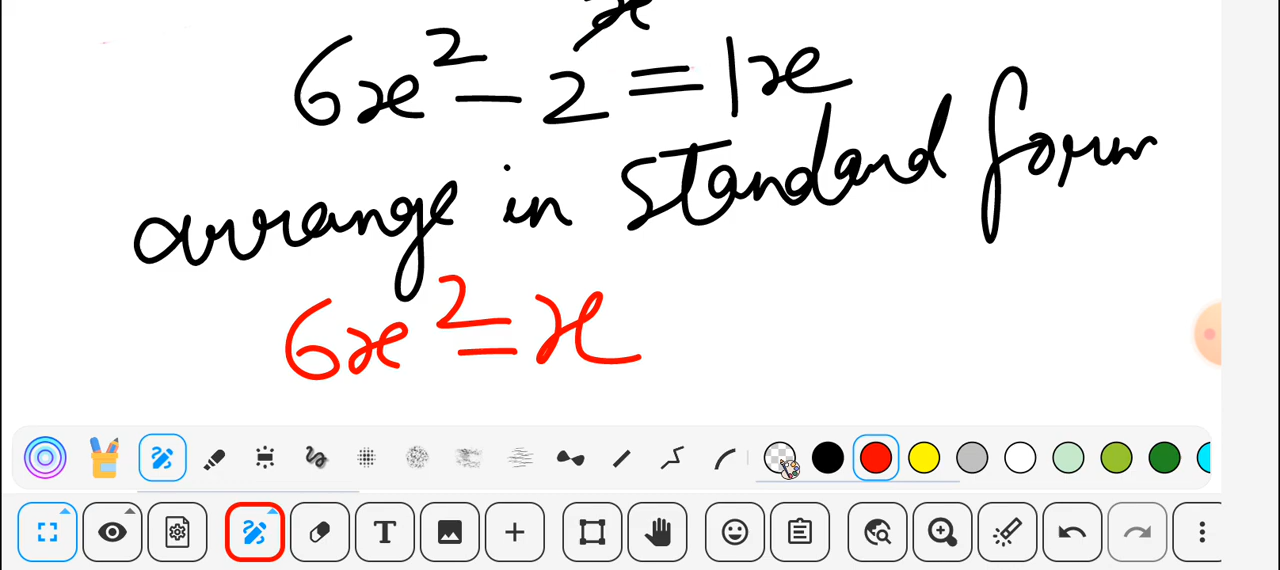 x
6x² - 2 = 1x
arrange in standard form
6x² = x
T